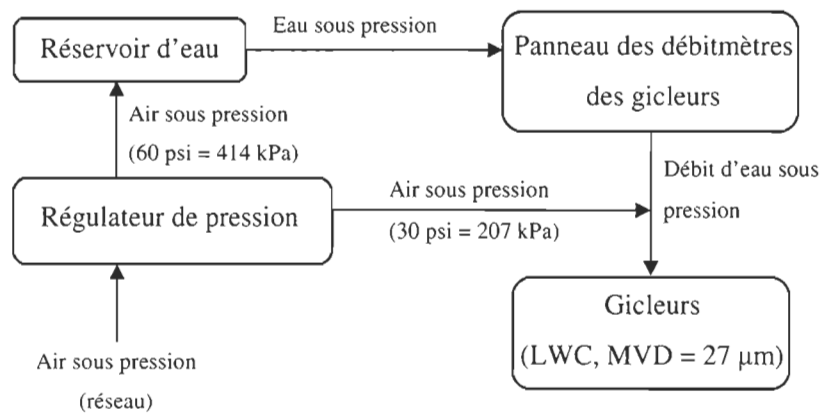 Réservoir d'eau
Eau sous pression
Panneau des débitmètres
des gicleurs
Air sous pression
(60 psi = 414 kPa)
Débit d'eau sous
pression
Régulateur de pression
Air sous pression
(30 psi = 207 kPa)
Gicleurs
(LWC, MVD = 27 µm)
Air sous pression
(réseau)